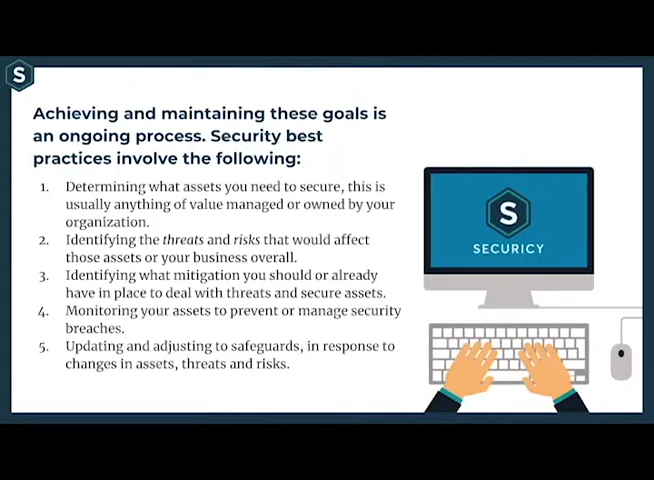 S
Achieving and maintaining these goals is
an ongoing process. Security best
practices involve the following:
1. Determining what assets you need to secure, this is
usually anything of value managed or owned by your
organization.
2. Identifying the threats and risks that would affect
those assets or your business overall.
3. Identifying what mitigation you should or already
have in place to deal with threats and secure assets.
4. Monitoring your assets to prevent or manage security
breaches.
5. Updating and adjusting to safeguards, in response to
changes in assets, threats and risks.
S
SECURICY